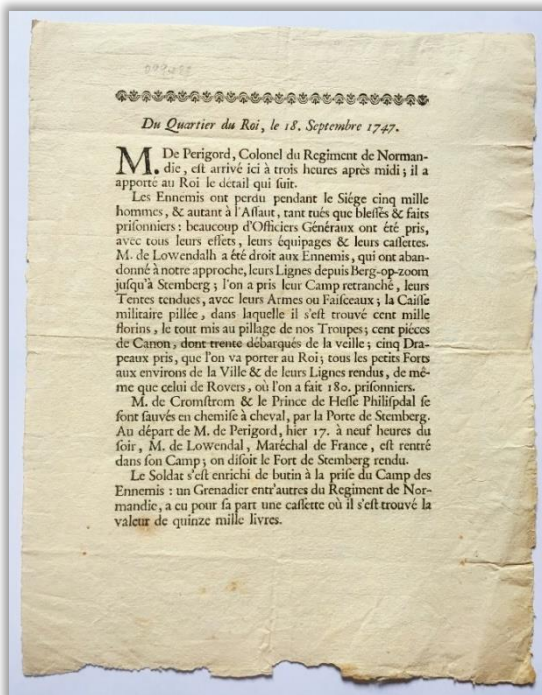 Du Quartier du Roi, le 18. Septembre 1747.
M. De Perigord, Colonel du Regiment de Norman-
die, est arrivé ici à trois heures après midi ; il a
apporté au Roi le détail qui suit.
Les Ennemis ont perdu pendant le Siége cinq mille
hommes, & autant à l'Assaut, tant tués que blessés & faits
prisonniers : beaucoup d'Officiers Généraux ont été pris,
avec tous leurs effets, leurs équipages & leurs cassettes.
M. de Lowendalh a été droit aux Ennemis, qui ont aban-
donné à notre approche, leurs Lignes depuis Berg-op-zoom
jusqu'à Stemberg ; l'on a pris leur Camp retranché, leurs
Tentes tendues, avec leurs Armes ou Faisceaux ; la Caisse
militaire pillée, dans laquelle il s'est trouvé cent mille
florins, le tout mis au pillage de nos Troupes ; cent piéces
de Canon, dont trente débarqués de la veille ; cinq Dra-
peaux pris, que l'on va porter au Roi ; tous les petits Forts
aux environs de la Ville & de leurs Lignes rendus, de mê-
me que celui de Rovers, où l'on a fait 180. prisonniers.
M. de Cromstrom & le Prince de Hesse Philispdal se
sont sauvés en chemise à cheval, par la Porte de Stemberg.
Au départ de M. de Perigord, hier 17. à neuf heures du
soir, M. de Lowendal, Maréchal de France, est rentré
dans son Camp ; on disoit le Fort de Stemberg rendu.
Le Soldat s'est enrichi de butin à la prise du Camp des
Ennemis : un Grenadier entr'autres du Regiment de Nor-
mandie, a eu pour sa part une cassette où il s'est trouvé la
valeur de quinze mille livres.